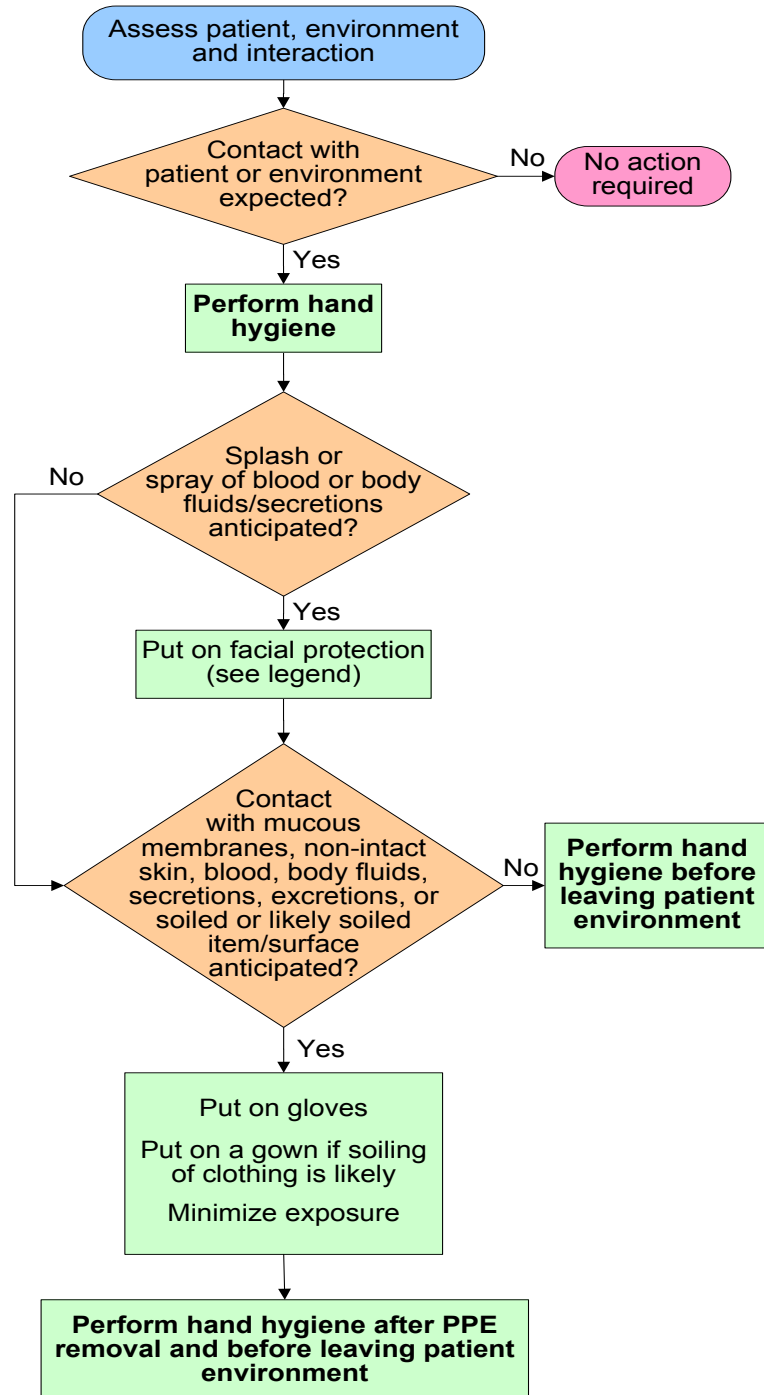 Assess patient, environment
and interaction
Contact with
patient or environment
expected?
No
No action
required
Yes
Perform hand
hygiene
Splash or
spray of blood or body
fluids/secretions
anticipated?
No
Yes
Put on facial protection
(see legend)
Contact
with mucous
membranes, non-intact
skin, blood, body fluids,
secretions, excretions, or
soiled or likely soiled
item/surface
anticipated?
No
Perform hand
hygiene before
leaving patient
environment
Yes
Put on gloves
Put on a gown if soiling
of clothing is likely
Minimize exposure
Perform hand hygiene after PPE
removal and before leaving patient
environment